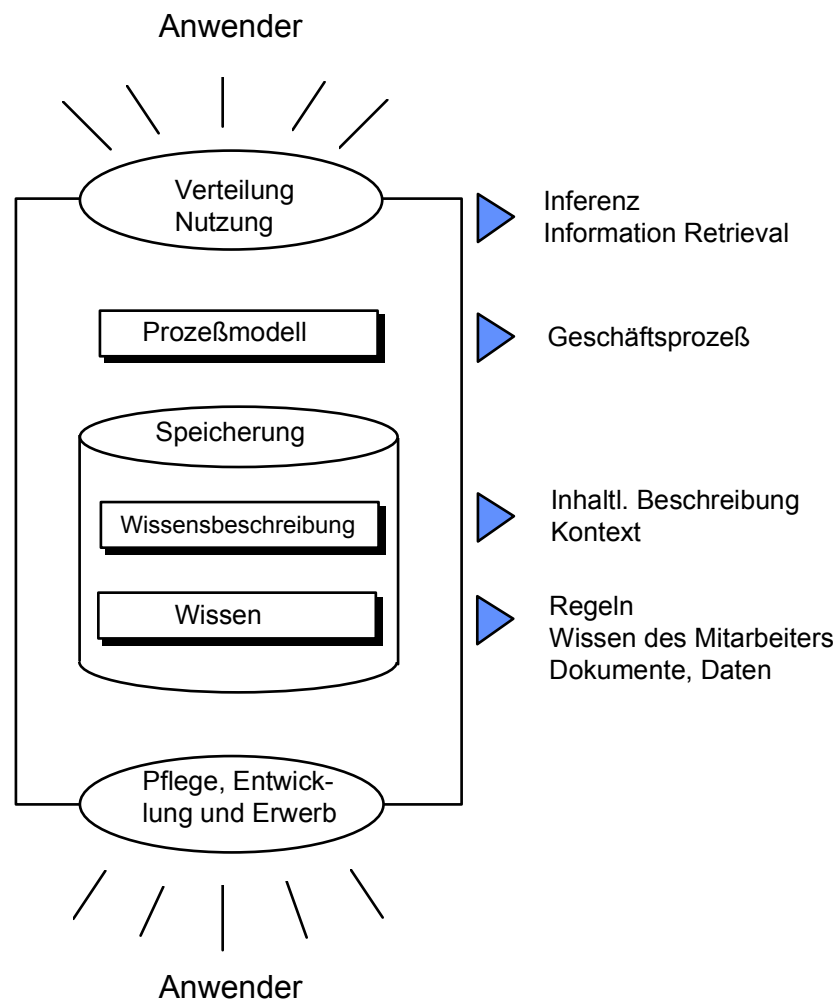 Anwender
Verteilung
Nutzung
Inferenz
Information Retrieval
Prozeßmodell
Geschäftsprozeß
Speicherung
Wissensbeschreibung
Inhaltl. Beschreibung
Kontext
Wissen
Regeln
Wissen des Mitarbeiters
Dokumente, Daten
Pflege, Entwick-
lung und Erwerb
Anwender